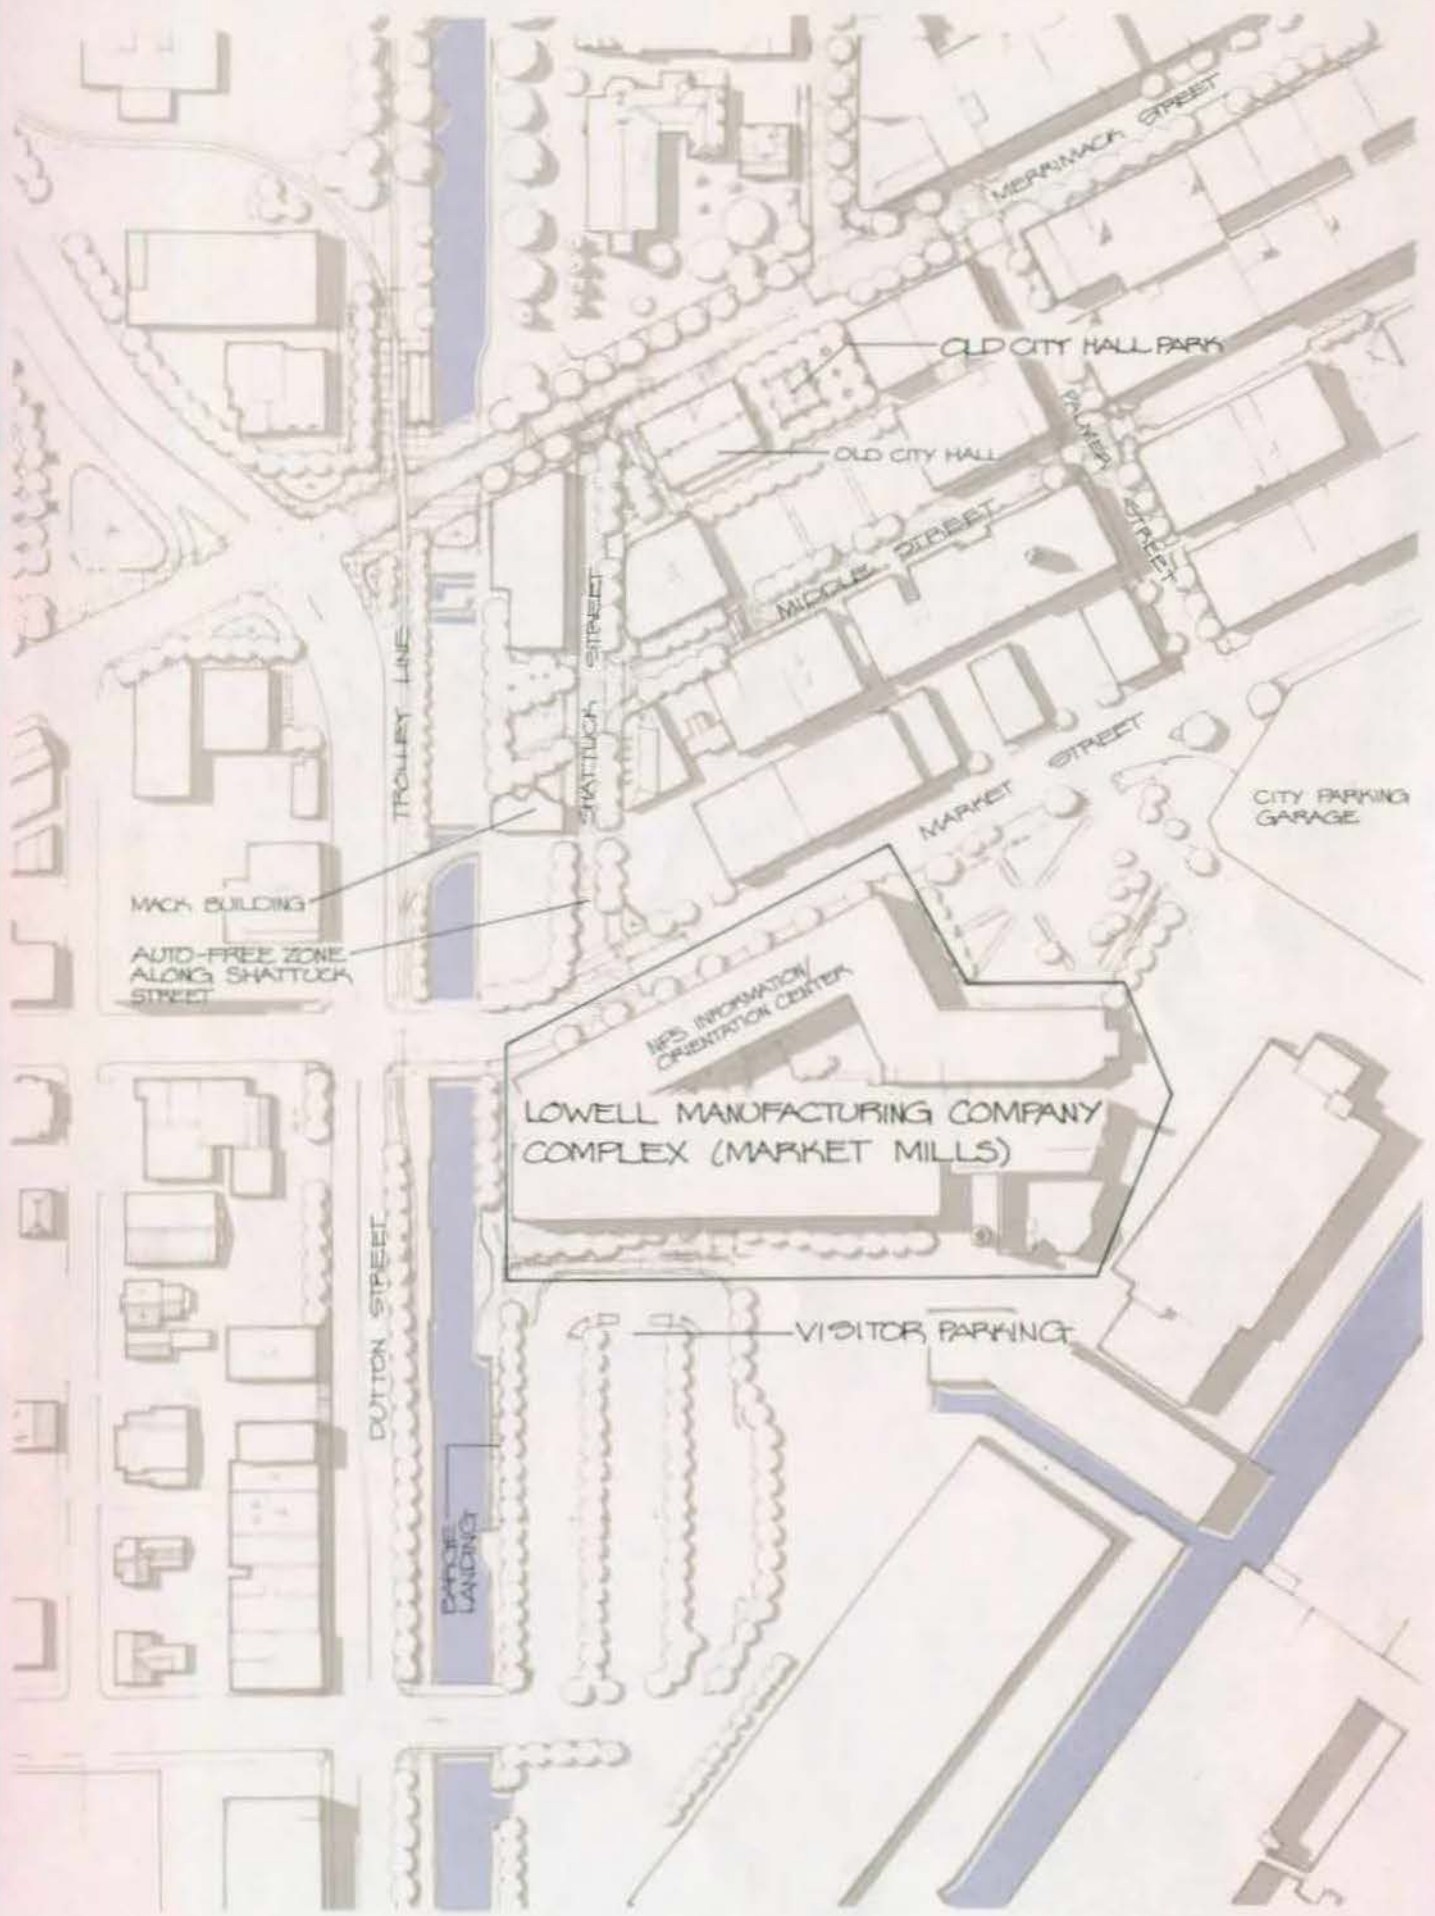 MERRIMACK STREET
OLD CITY HALL PARK
PALMER STREET
OLD CITY HALL
MIDDLE STREET
SHATTUCK STREET
TROLLEY LINE
MARKET STREET
CITY PARKING
GARAGE
MACK BUILDING
AUTO-FREE ZONE
ALONG SHATTUCK
STREET
NPS INFORMATION/
ORIENTATION CENTER
LOWELL MANUFACTURING COMPANY
COMPLEX (MARKET MILLS)
DUTTON STREET
VISITOR PARKING
BARGE
LANDING